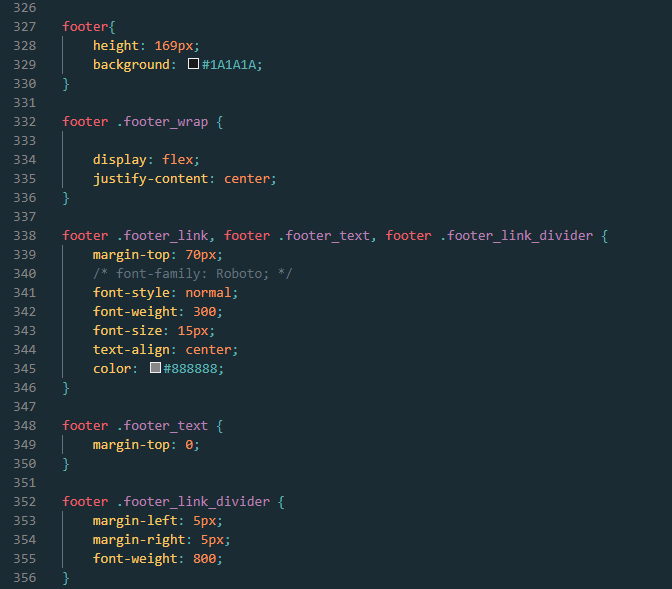 326
327 footer{
328 height: 169px;
329 background: #1A1A1A;
330 }
331
332 footer .footer_wrap {
333
334 display: flex;
335 justify-content: center;
336 }
337
338 footer .footer_link, footer .footer_text, footer .footer_link_divider {
339 margin-top: 70px;
340 /* font-family: Roboto; */
341 font-style: normal;
342 font-weight: 300;
343 font-size: 15px;
344 text-align: center;
345 color: #888888;
346 }
347
348 footer .footer_text {
349 margin-top: 0;
350 }
351
352 footer .footer_link_divider {
353 margin-left: 5px;
354 margin-right: 5px;
355 font-weight: 800;
356 }